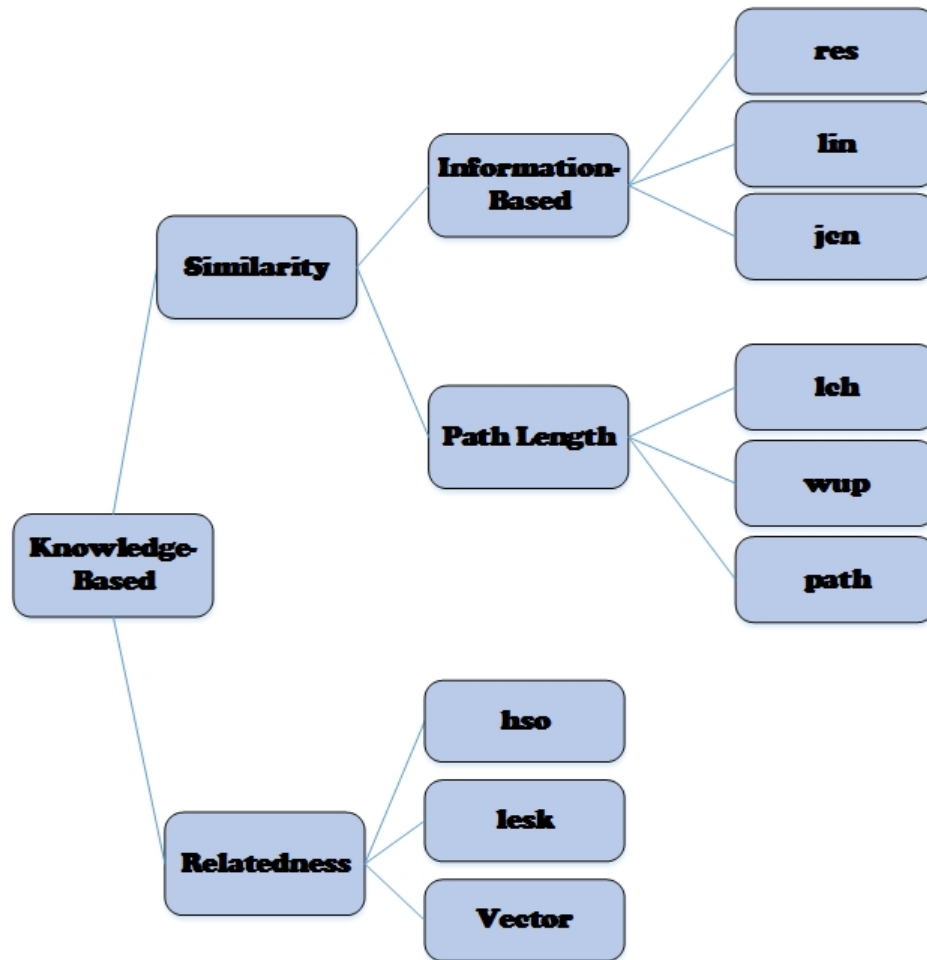 res
Information-
Based
lin
jcn
Similarity
lch
Path Length
wup
path
Knowledge-
Based
hso
lesk
Relatedness
Vector